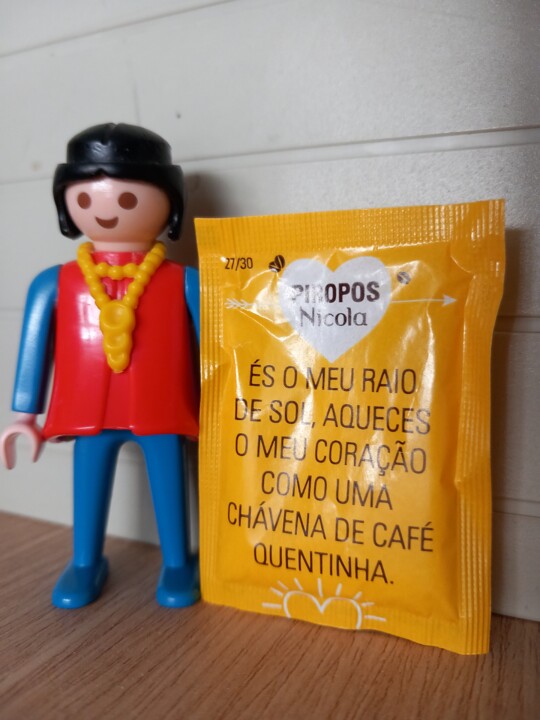 27/30
PIROPOS
Nicola
ÉS O MEU RAIO
DE SOL, AQUECES
O MEU CORAÇÃO
COMO UMA
CHÁVENA DE CAFÉ
QUENTINHA.